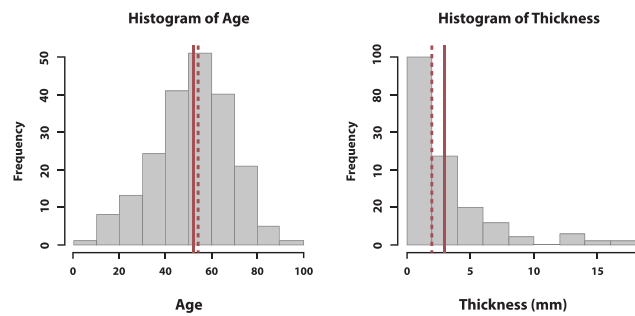 Histogram of Age
Frequency
50
40
30
20
10
0
0 20 40 60 80 100
Age
Histogram of Thickness
Frequency
100
80
30
10
20
0
0 5 10 15
Thickness (mm)